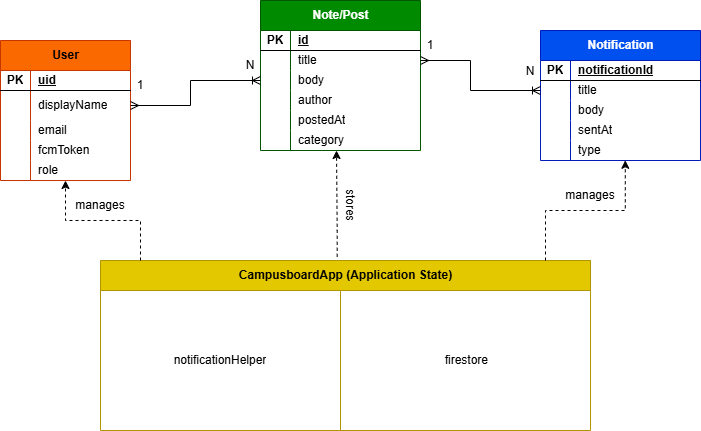 User
PK uid
displayName
email
fcmToken
role
1
N
Note/Post
PK id
title
body
author
postedAt
category
1
N
Notification
PK notificationId
title
body
sentAt
type
manages
stores
manages
CampusboardApp (Application State)
notificationHelper
firestore